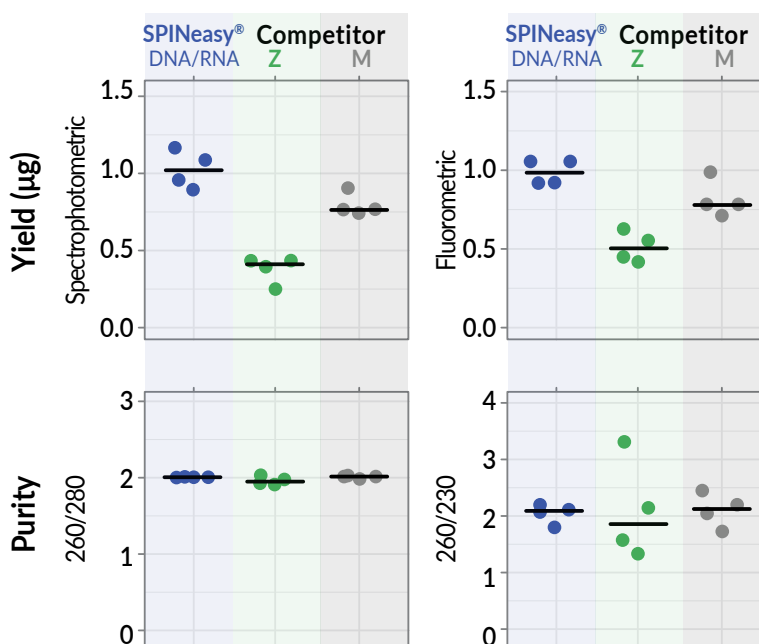 SPINeasy® Competitor
DNA/RNA Z M
SPINeasy® Competitor
DNA/RNA Z M
Yield (μg)
Spectrophotometric
1.5
1.0
0.5
0.0
Fluorometric
1.5
1.0
0.5
0.0
Purity
260/280
3
2
1
0
260/230
4
3
2
1
0